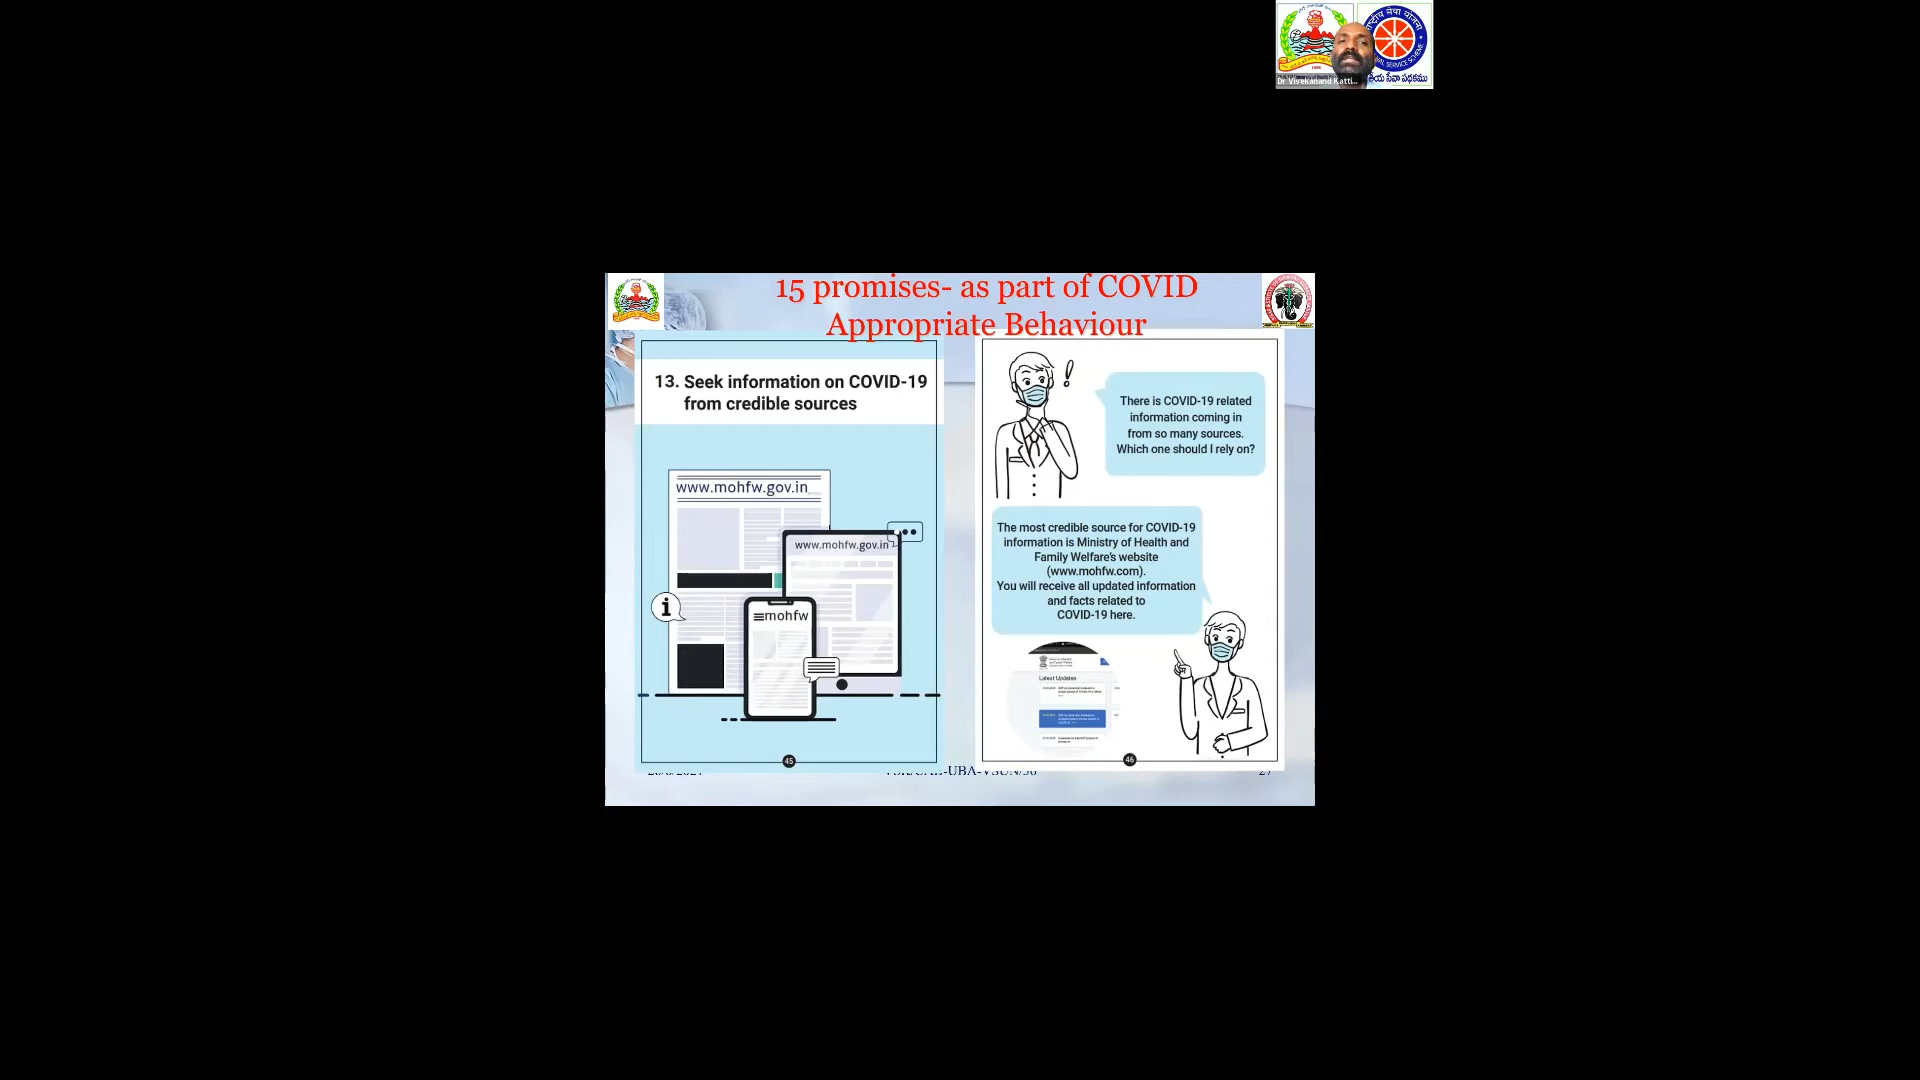 Dr Vivekanand Katti...
15 promises- as part of COVID
Appropriate Behaviour
13. Seek information on COVID-19
from credible sources
www.mohfw.gov.in
www.mohfw.gov.in
mohfw
i
45
!
There is COVID-19 related
information coming in
from so many sources.
Which one should I rely on?
The most credible source for COVID-19
information is Ministry of Health and
Family Welfare's website
(www.mohfw.com).
You will receive all updated information
and facts related to
COVID-19 here.
Latest Updates
46
27